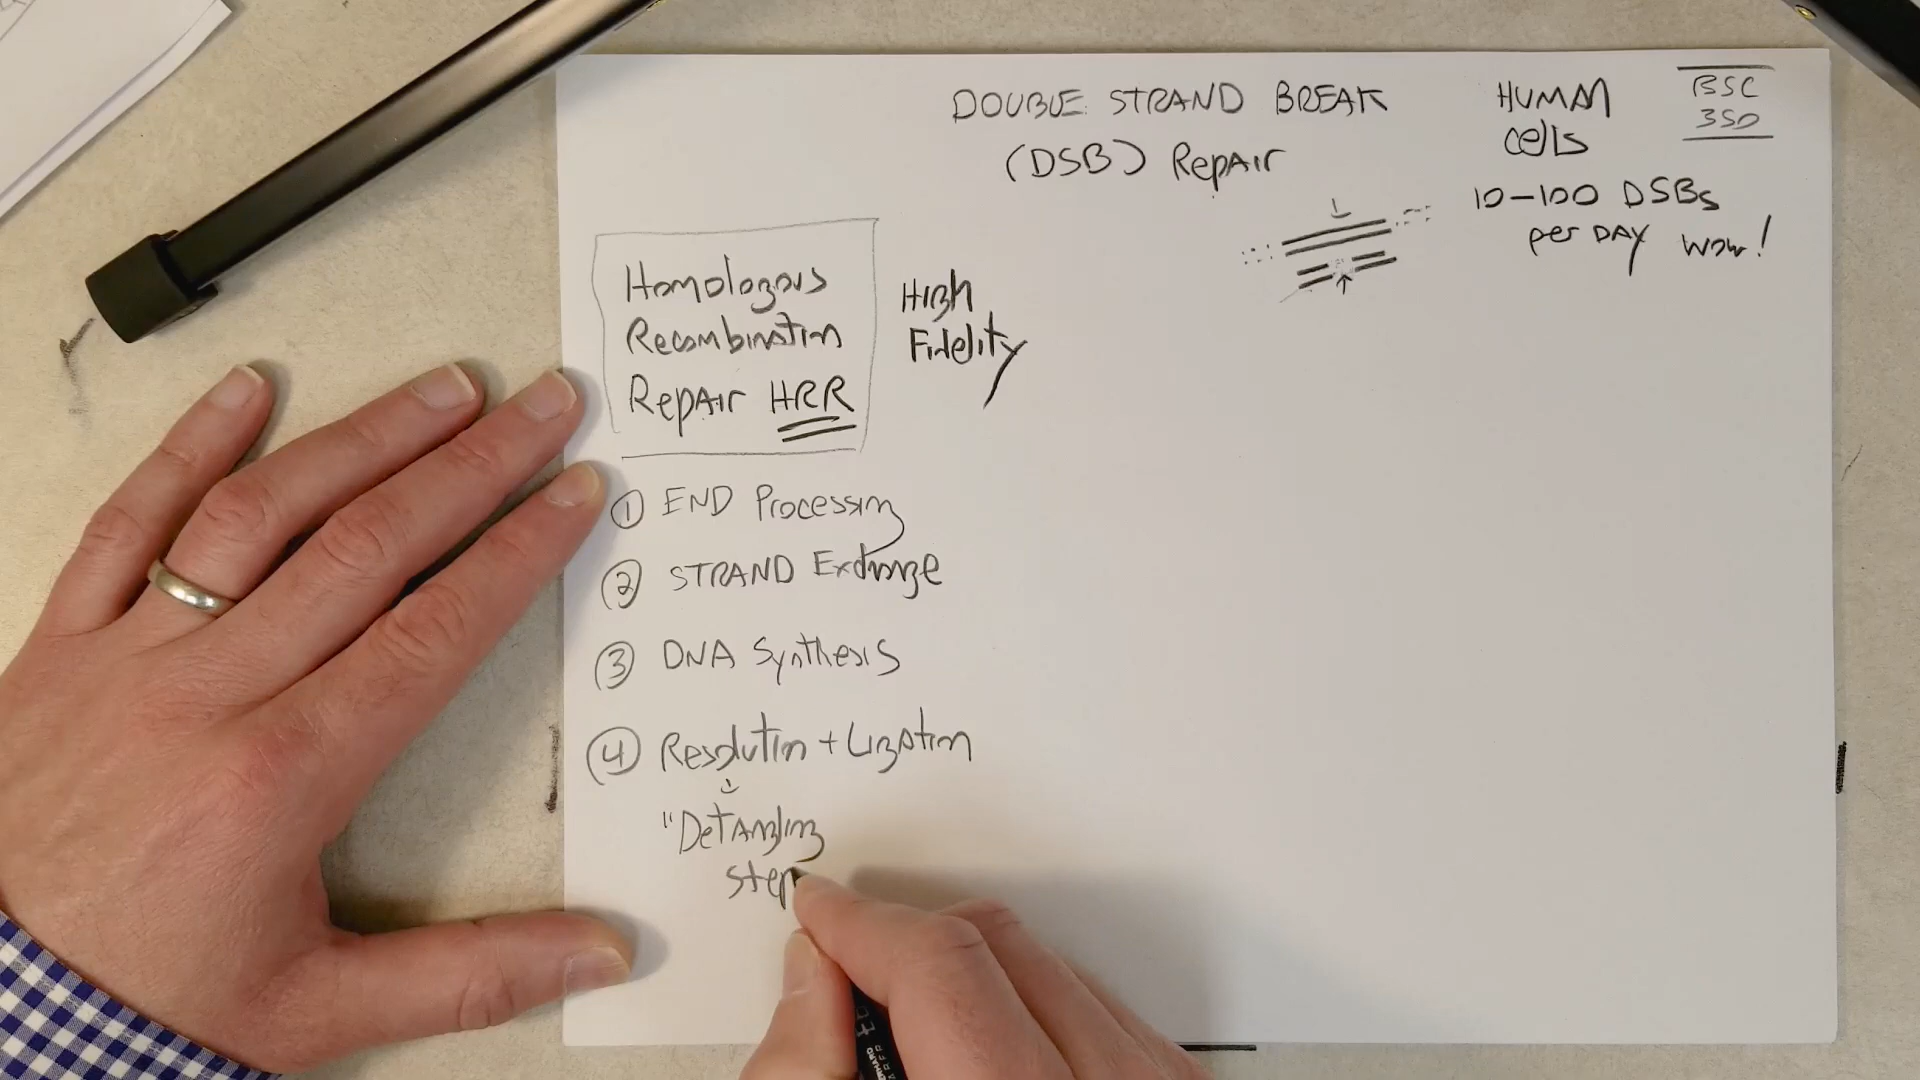 DOUBLE STRAND BREAK
(DSB) Repair
HUMAN
cells
BSC
350
10-100 DSBs
per DAY wow!
Homologous
Recombination
Repair HRR
High
Fidelity
① END Processing
② STRAND Exchange
③ DNA Synthesis
④ Resolution + Ligation
"Detangling
step